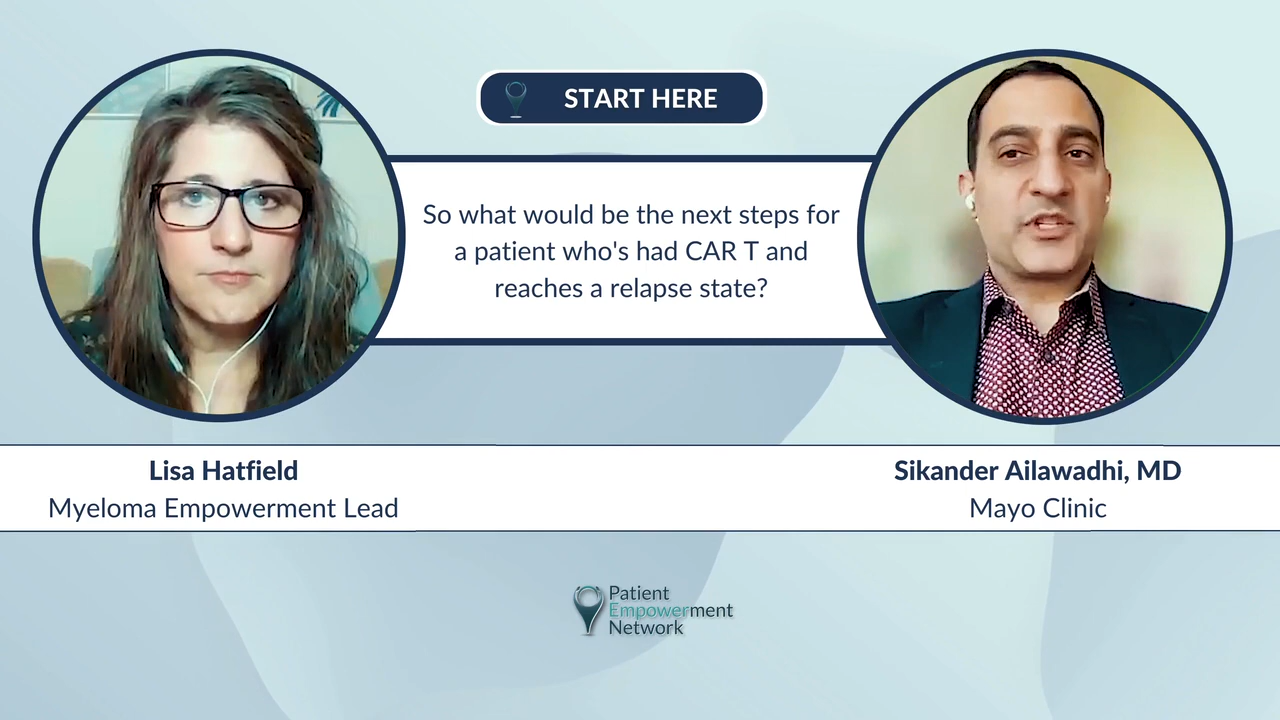 START HERE
So what would be the next steps for
a patient who's had CAR T and
reaches a relapse state?
Lisa Hatfield
Myeloma Empowerment Lead
Sikander Ailawadhi, MD
Mayo Clinic
Patient
Empowerment
Network